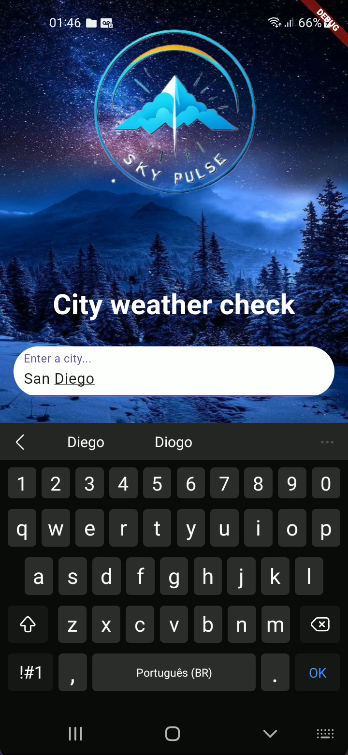 01:46
66%
DEBUG
SKY PULSE
City weather check
Enter a city...
San Diego
Diego Diogo ...
1 2 3 4 5 6 7 8 9 0
q w e r t y u i o p
a s d f g h j k l
z x c v b n m
!#1 , Português (BR) . OK